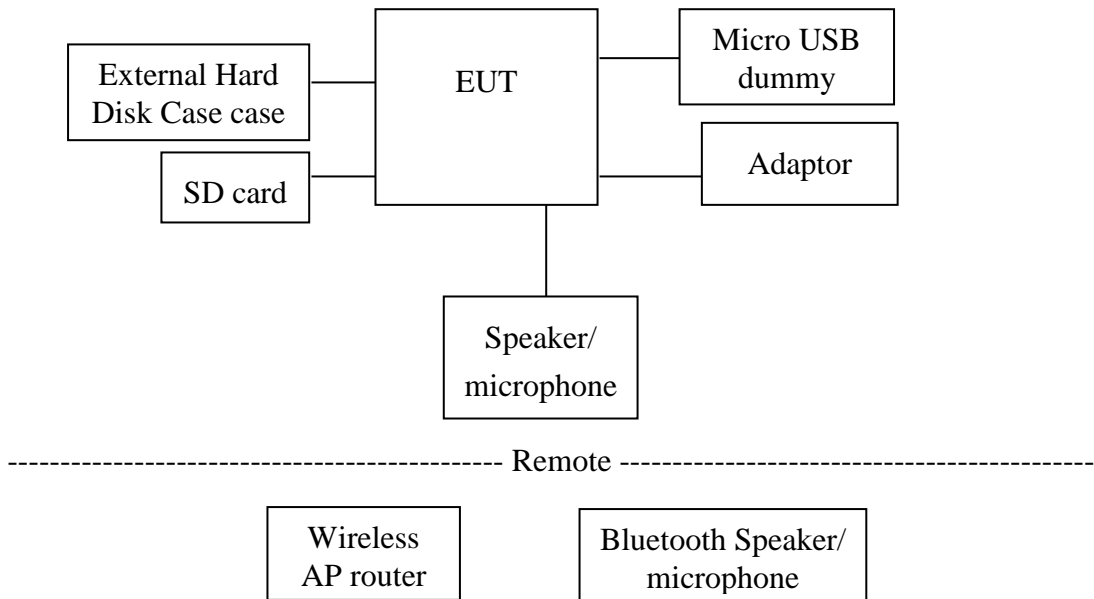 External Hard
Disk Case case
SD card
EUT
Micro USB
dummy
Adaptor
Speaker/
microphone
Remote
Wireless
AP router
Bluetooth Speaker/
microphone